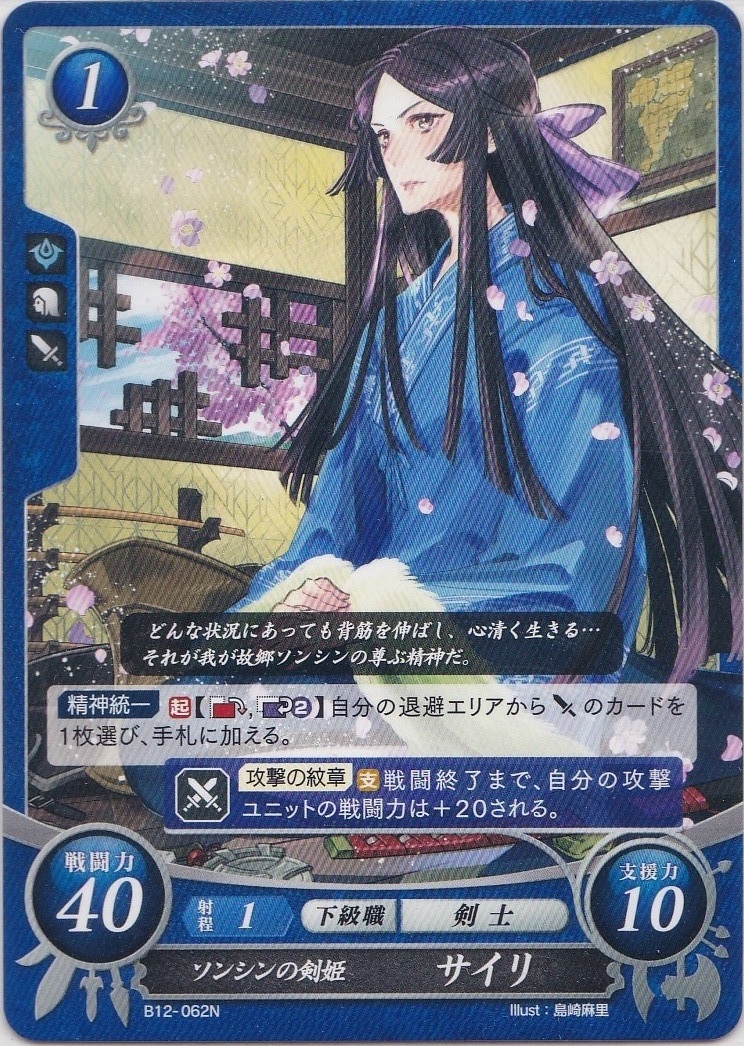 1
どんな状況にあっても背筋を伸ばし、心清く生きる…
それが我が故郷ソンシンの尊ぶ精神だ。
精神統一 起【 , 2】自分の退避エリアから のカードを
1枚選び、手札に加える。
攻撃の紋章 支 戦闘終了まで、自分の攻撃
ユニットの戦闘力は+20される。
戦闘力
40
射程 1 下級職 剣士
支援力
10
ソンシンの剣姫 サイリ
B12-062N Illust：島崎麻里